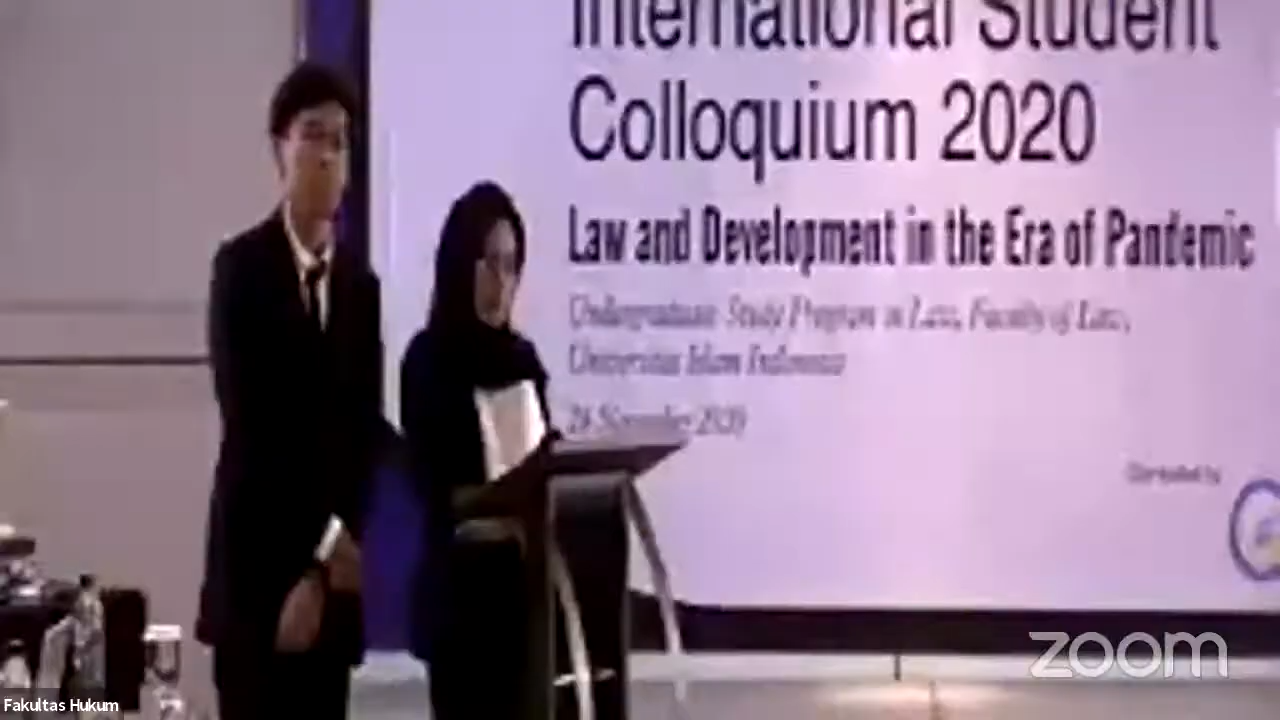 International Student
Colloquium 2020
Law and Development in the Era of Pandemic
Undergraduate Study Program in Law, Faculty of Law,
Universitas Islam Indonesia
November 2020
zoom
Fakultas Hukum